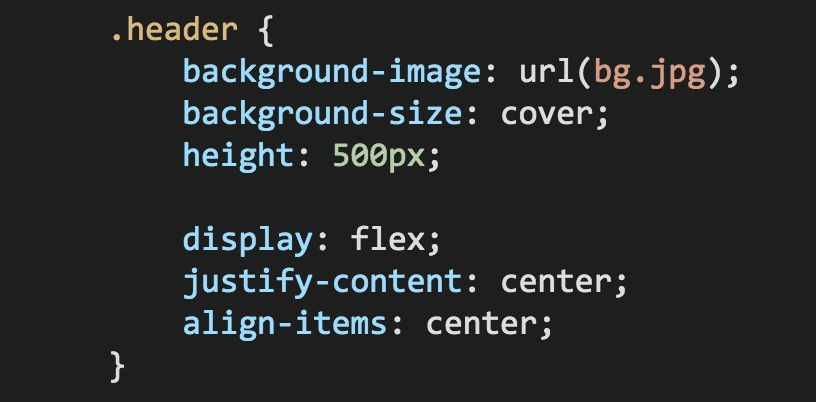 .header {
    background-image: url(bg.jpg);
    background-size: cover;
    height: 500px;

    display: flex;
    justify-content: center;
    align-items: center;
}